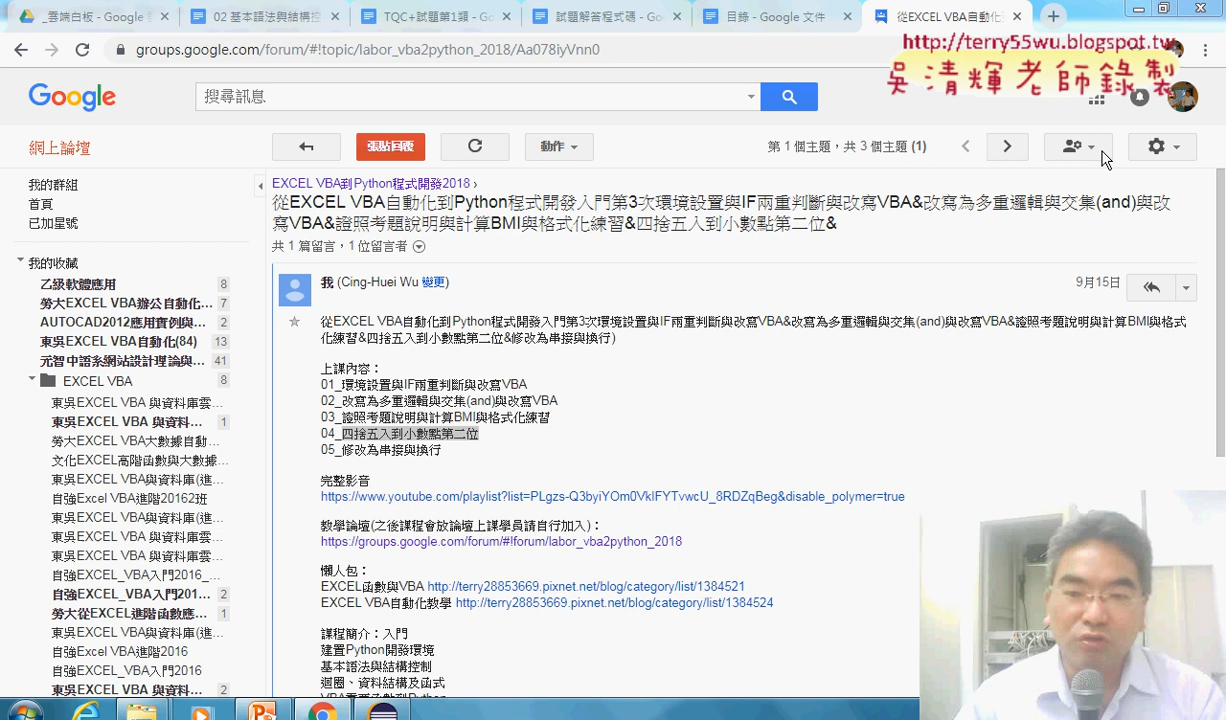 _雲端白板 - Google 雲
02 基本語法與結構控
TQC+試題第1類 - Go
試題解答程式碼 - Go
目錄 - Google 文件
從EXCEL VBA自動化
groups.google.com/forum/#!topic/labor_vba2python_2018/Aa078iyVnn0
http://terry55wu.blogspot.tw
吳清輝老師錄製
Google
搜尋訊息
網上論壇
張貼回覆
動作
第 1 個主題，共 3 個主題 (1)
我的群組
首頁
已加星號
我的收藏
乙級軟體應用 8
勞大EXCEL VBA辦公自動化... 7
AUTOCAD2012應用實例與... 2
東吳EXCEL VBA自動化(84) 13
元智中語系網站設計理論與... 41
EXCEL VBA 8
東吳EXCEL VBA 與資料庫雲...
東吳EXCEL VBA 與資料... 1
勞大EXCEL VBA大數據自動...
文化EXCEL高階函數與大數據...
東吳EXCEL VBA與資料庫(進...
自強Excel VBA進階20162班
東吳EXCEL VBA與資料庫(進...
東吳EXCEL VBA與資料庫雲...
東吳EXCEL VBA與資料庫雲...
自強EXCEL_VBA入門2016_...
自強EXCEL_VBA入門201... 2
勞大從EXCEL進階函數應... 1
東吳EXCEL VBA與資料庫(進...
自強Excel VBA進階2016
自強EXCEL_VBA入門2016
東吳EXCEL VBA 與資料... 2
EXCEL VBA到Python程式開發2018 ›
從EXCEL VBA自動化到Python程式開發入門第3次環境設置與IF兩重判斷與改寫VBA&改寫為多重邏輯與交集(and)與改
寫VBA&證照考題說明與計算BMI與格式化練習&四捨五入到小數點第二位&
共 1 篇留言，1 位留言者
我 (Cing-Huei Wu 變更)
9月15日
從EXCEL VBA自動化到Python程式開發入門第3次環境設置與IF兩重判斷與改寫VBA&改寫為多重邏輯與交集(and)與改寫VBA&證照考題說明與計算BMI與格式
化練習&四捨五入到小數點第二位&修改為串接與換行)
上課內容：
01_環境設置與IF兩重判斷與改寫VBA
02_改寫為多重邏輯與交集(and)與改寫VBA
03_證照考題說明與計算BMI與格式化練習
04_四捨五入到小數點第二位
05_修改為串接與換行
完整影音
https://www.youtube.com/playlist?list=PLgzs-Q3byiYOm0VkIFYTvwcU_8RDZqBeg&disable_polymer=true
教學論壇(之後課程會放論壇上課學員請自行加入)：
https://groups.google.com/forum/#!forum/labor_vba2python_2018
懶人包：
EXCEL函數與VBA http://terry28853669.pixnet.net/blog/category/list/1384521
EXCEL VBA自動化教學 http://terry28853669.pixnet.net/blog/category/list/1384524
課程簡介：入門
建置Python開發環境
基本語法與結構控制
迴圈、資料結構及函式
VBA重要函數到Python